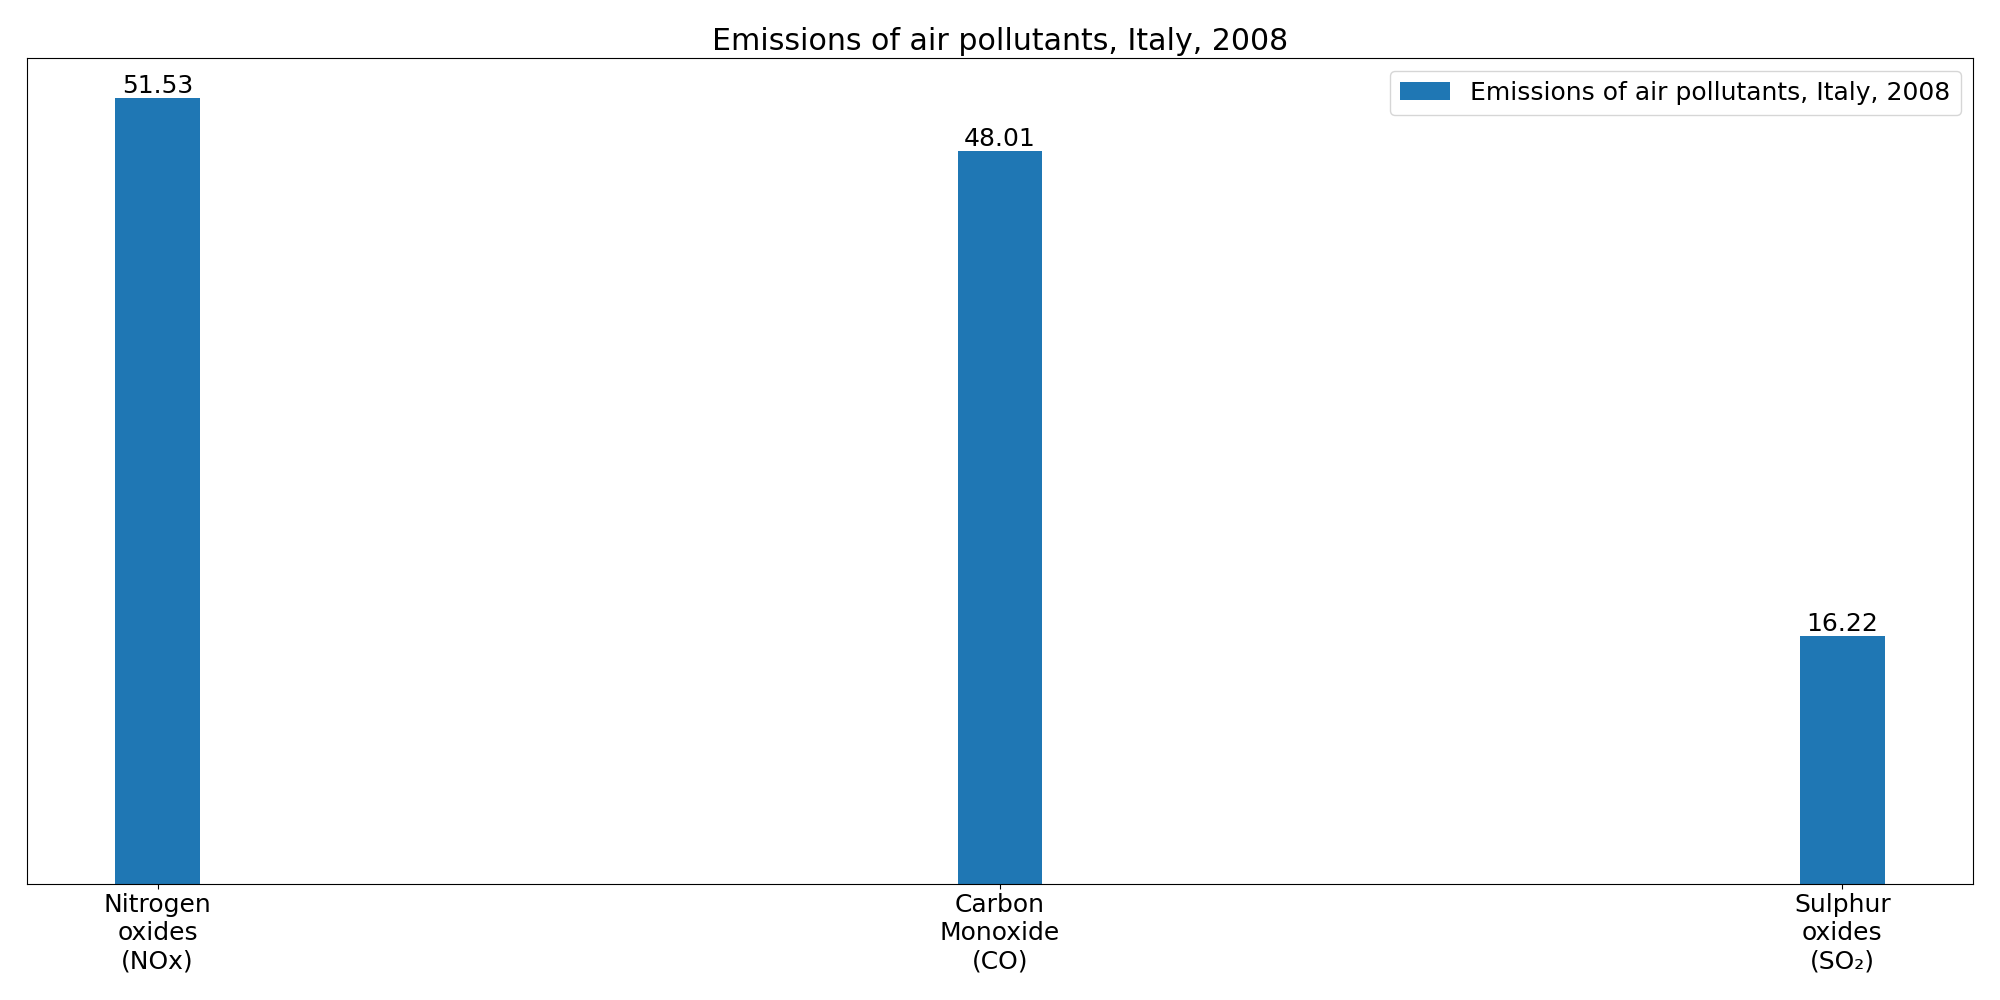 Emissions of air pollutants, Italy, 2008
Emissions of air pollutants, Italy, 2008
51.53
48.01
16.22
Nitrogen
oxides
(NOx)
Carbon
Monoxide
(CO)
Sulphur
oxides
(SO₂)